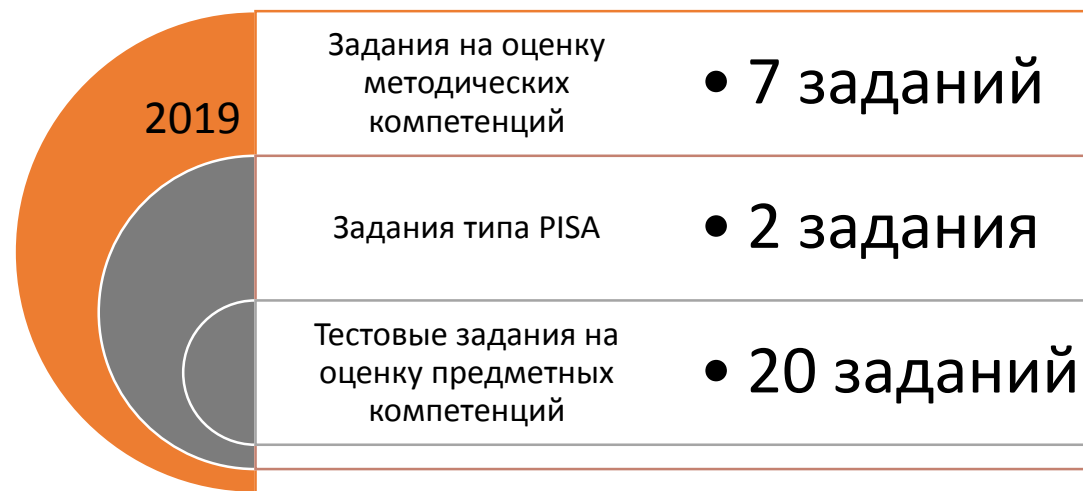 2019
Задания на оценку
методических
компетенций
• 7 заданий
Задания типа PISA
• 2 задания
Тестовые задания на
оценку предметных
компетенций
• 20 заданий